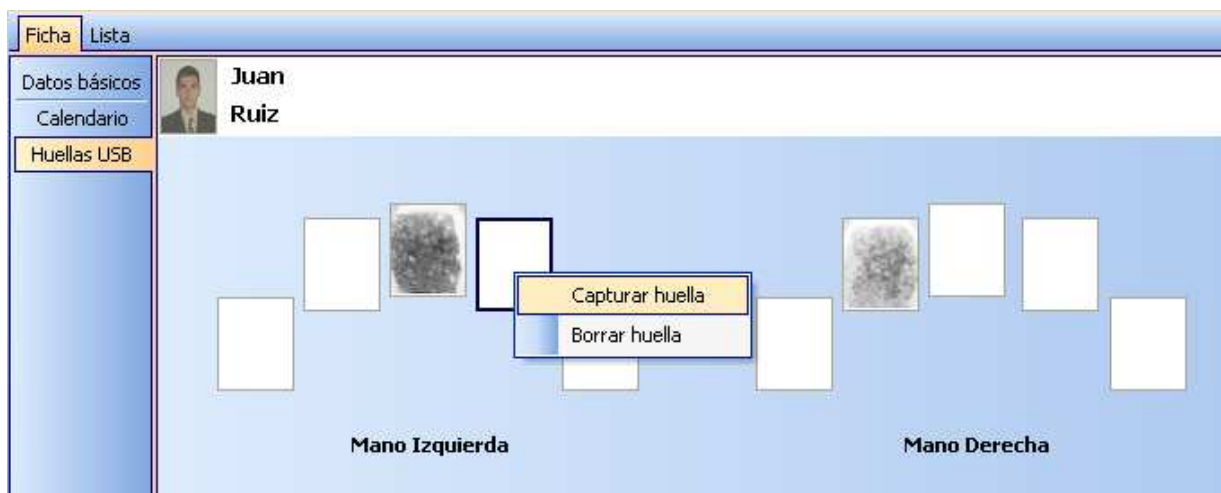 Ficha Lista
Datos básicos
Calendario
Huellas USB
Juan
Ruiz
Capturar huella
Borrar huella
Mano Izquierda
Mano Derecha